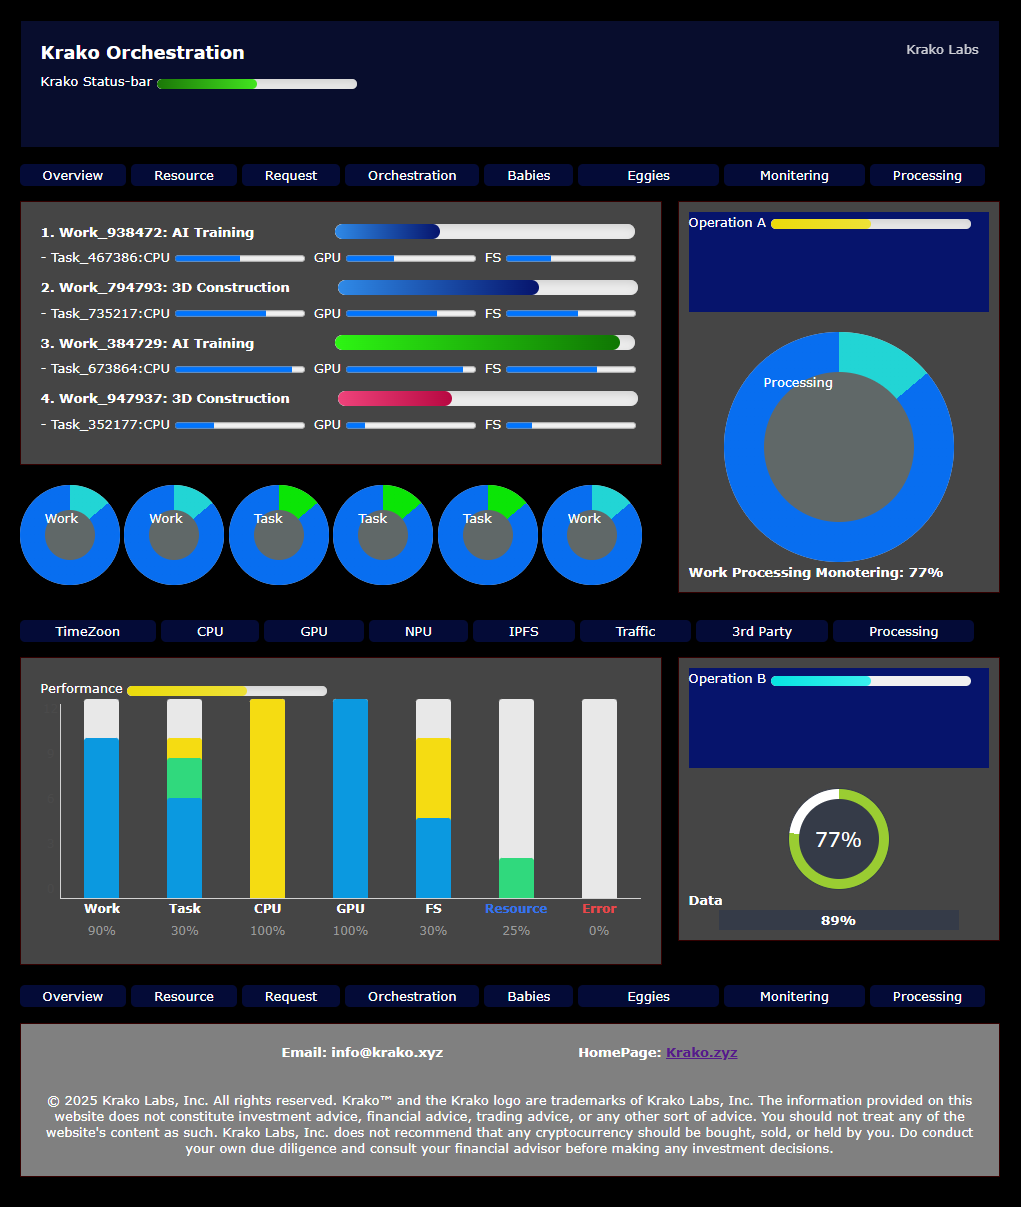 Krako Orchestration
Krako Labs
Krako Status-bar
Overview Resource Request Orchestration Babies Eggies Monitering Processing
1. Work_938472: AI Training
- Task_467386:CPU GPU FS
2. Work_794793: 3D Construction
- Task_735217:CPU GPU FS
3. Work_384729: AI Training
- Task_673864:CPU GPU FS
4. Work_947937: 3D Construction
- Task_352177:CPU GPU FS
Operation A
Processing
Work Processing Monotering: 77%
Work Work Task Task Task Work
TimeZoon CPU GPU NPU IPFS Traffic 3rd Party Processing
Performance
Work Task CPU GPU FS Resource Error
90% 30% 100% 100% 30% 25% 0%
Operation B
77%
Data
89%
Overview Resource Request Orchestration Babies Eggies Monitering Processing
Email: info@krako.xyz HomePage: Krako.zyz
© 2025 Krako Labs, Inc. All rights reserved. Krako™ and the Krako logo are trademarks of Krako Labs, Inc. The information provided on this
website does not constitute investment advice, financial advice, trading advice, or any other sort of advice. You should not treat any of the
website's content as such. Krako Labs, Inc. does not recommend that any cryptocurrency should be bought, sold, or held by you. Do conduct
your own due diligence and consult your financial advisor before making any investment decisions.